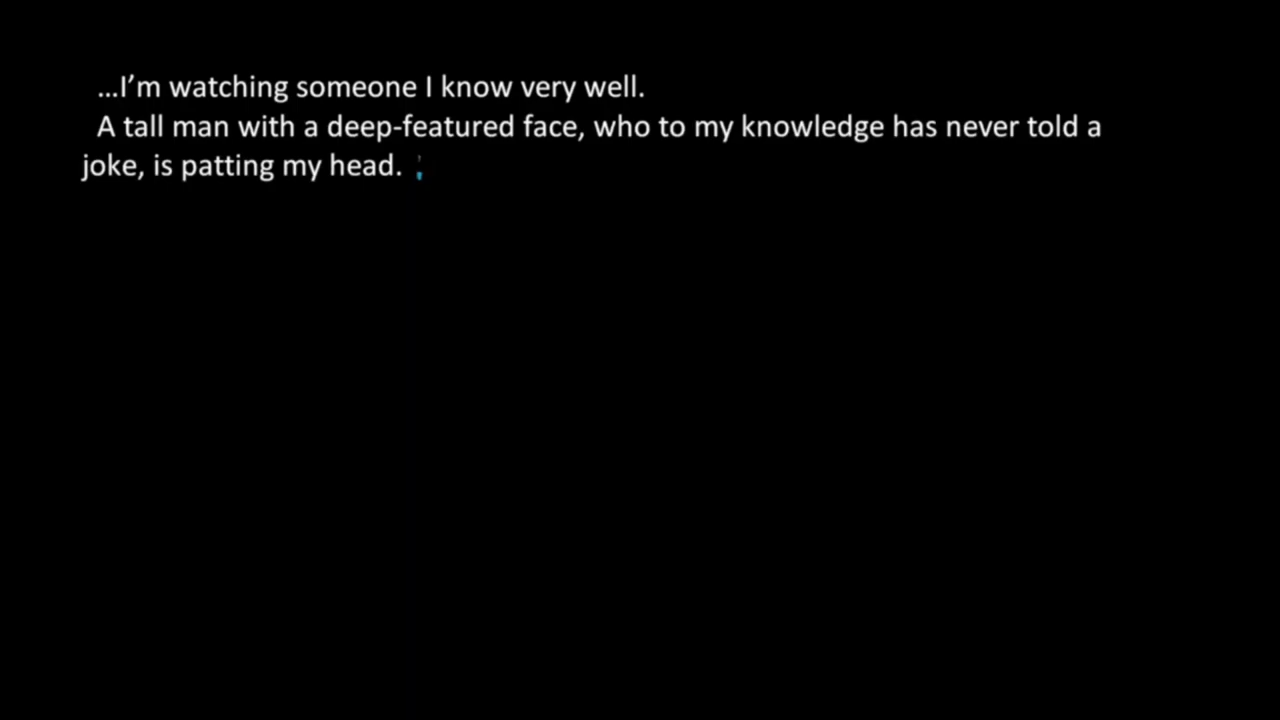 …I’m watching someone I know very well.
A tall man with a deep-featured face, who to my knowledge has never told a
joke, is patting my head.